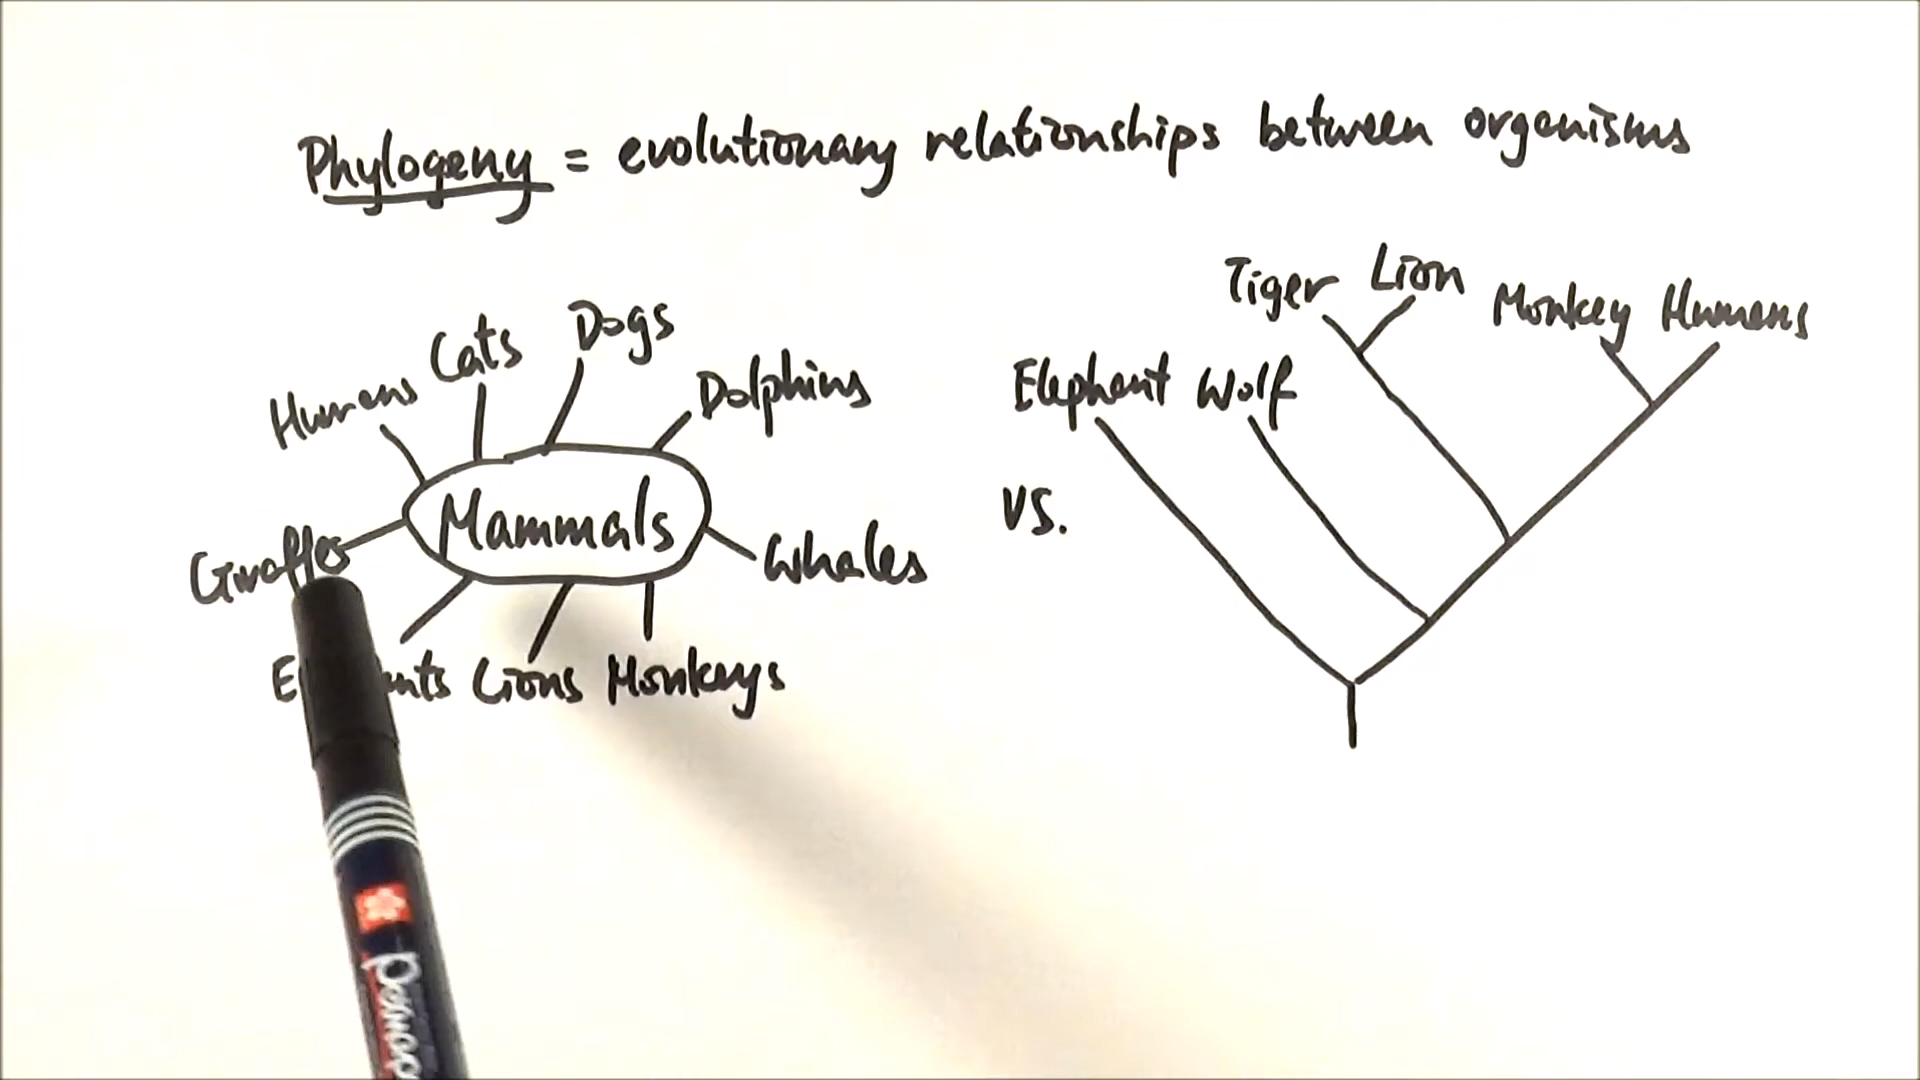 Phylogeny = evolutionary relationships between organisms
Tiger Lion Monkey Humans
Humans Cats Dogs Dolphins
Elephant Wolf
Mammals
vs.
Giraffes
Whales
Lions Monkeys